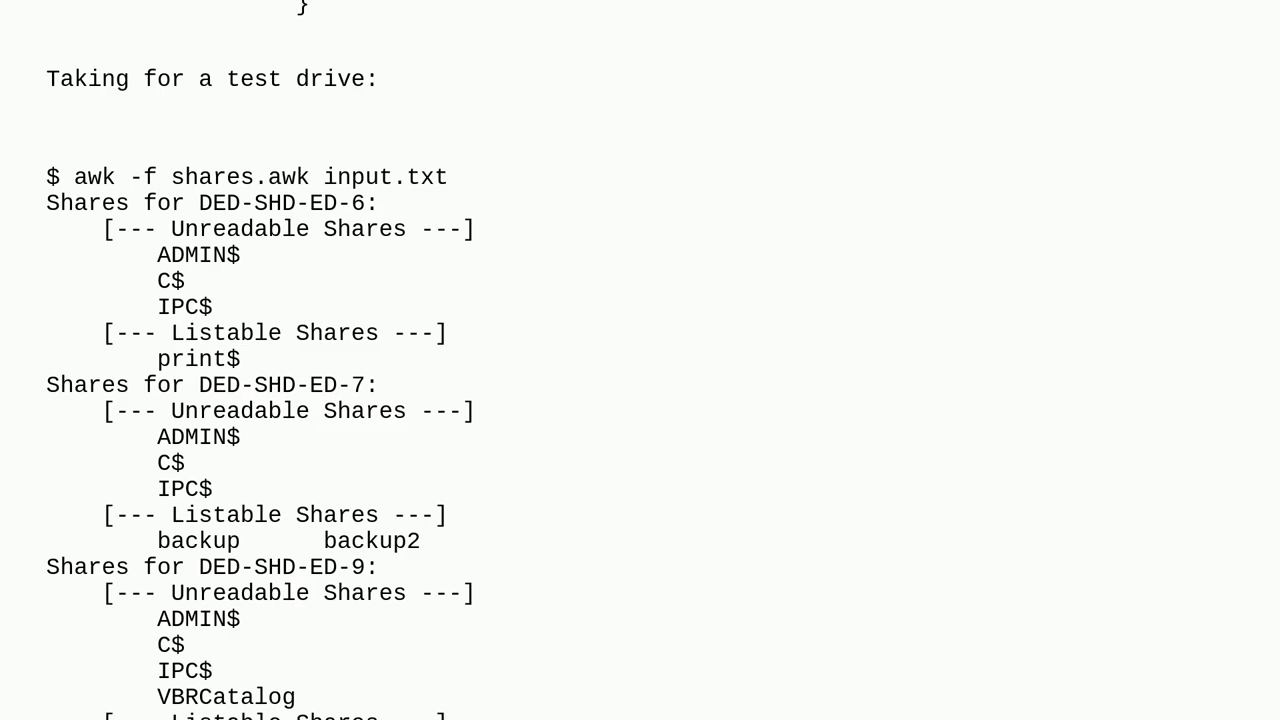 }
Taking for a test drive:
$ awk -f shares.awk input.txt
Shares for DED-SHD-ED-6:
[--- Unreadable Shares ---]
ADMIN$
C$
IPC$
[--- Listable Shares ---]
print$
Shares for DED-SHD-ED-7:
[--- Unreadable Shares ---]
ADMIN$
C$
IPC$
[--- Listable Shares ---]
backup      backup2
Shares for DED-SHD-ED-9:
[--- Unreadable Shares ---]
ADMIN$
C$
IPC$
VBRCatalog
[--- Listable Shares ---]